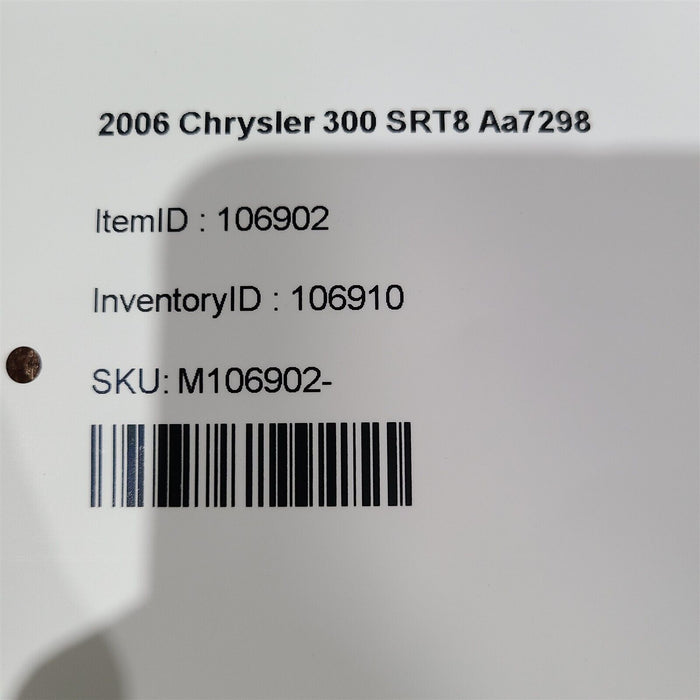 2006 Chrysler 300 SRT8 Aa7298
ItemID : 106902
InventoryID : 106910
SKU: M106902-